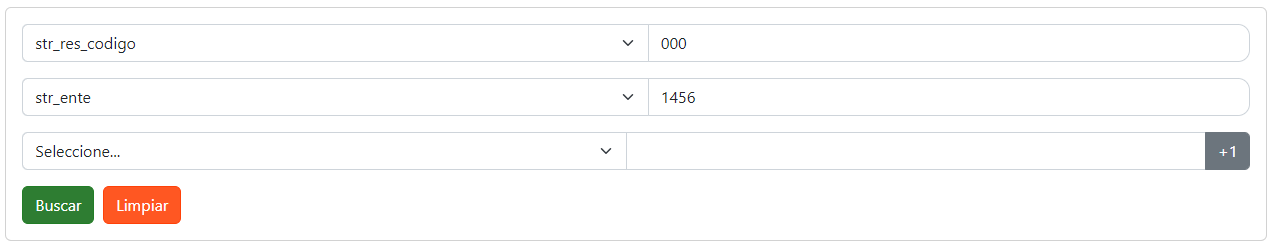 str_res_codigo 000
str_ente 1456
Seleccione... +1
Buscar Limpiar